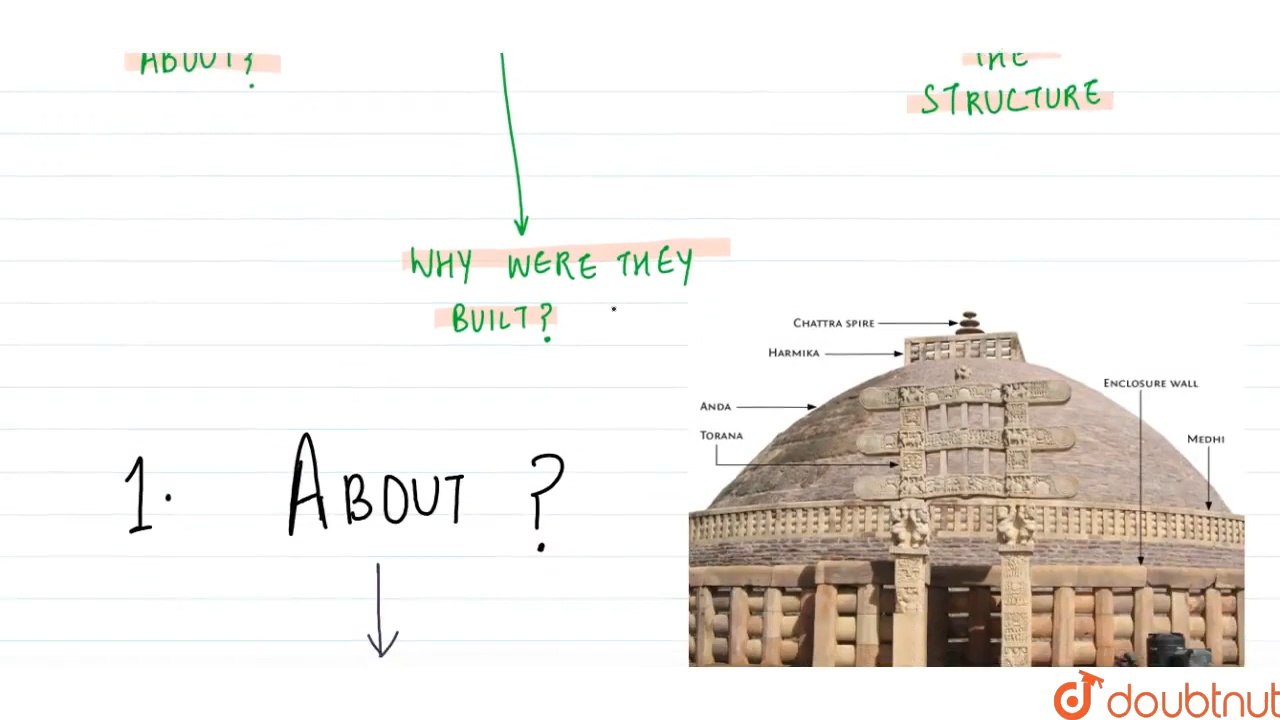 ABOUT?
THE
STRUCTURE
WHY WERE THEY
BUILT?
1. ABOUT ?
CHATTRA SPIRE
HARMIKA
ENCLOSURE WALL
ANDA
TORANA
MEDHI
doubtnut